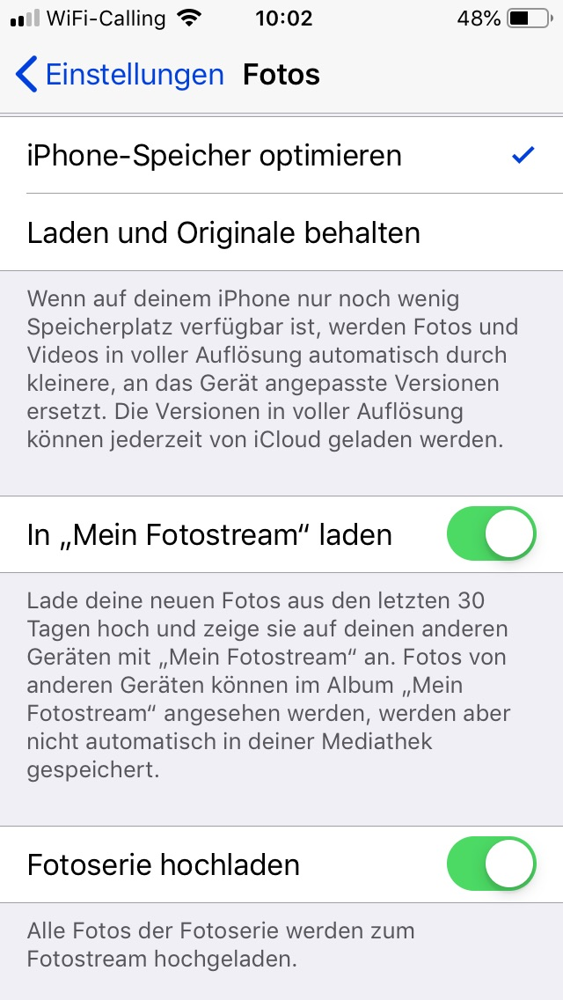 WiFi-Calling 10:02 48%
Einstellungen Fotos
iPhone-Speicher optimieren
Laden und Originale behalten
Wenn auf deinem iPhone nur noch wenig
Speicherplatz verfügbar ist, werden Fotos und
Videos in voller Auflösung automatisch durch
kleinere, an das Gerät angepasste Versionen
ersetzt. Die Versionen in voller Auflösung
können jederzeit von iCloud geladen werden.
In „Mein Fotostream“ laden
Lade deine neuen Fotos aus den letzten 30
Tagen hoch und zeige sie auf deinen anderen
Geräten mit „Mein Fotostream“ an. Fotos von
anderen Geräten können im Album „Mein
Fotostream“ angesehen werden, werden aber
nicht automatisch in deiner Mediathek
gespeichert.
Fotoserie hochladen
Alle Fotos der Fotoserie werden zum
Fotostream hochgeladen.